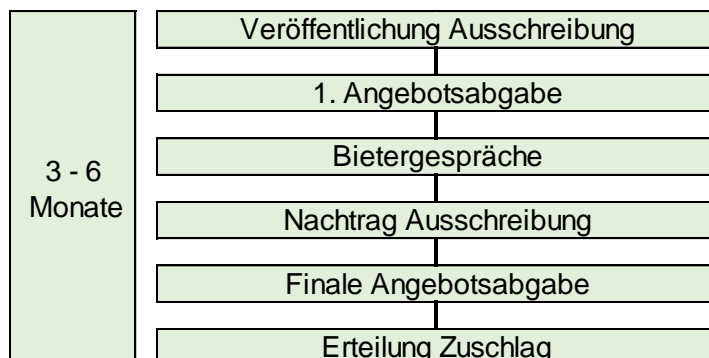 Veröffentlichung Ausschreibung
1. Angebotsabgabe
Bietergespräche
3 - 6
Monate
Nachtrag Ausschreibung
Finale Angebotsabgabe
Erteilung Zuschlag